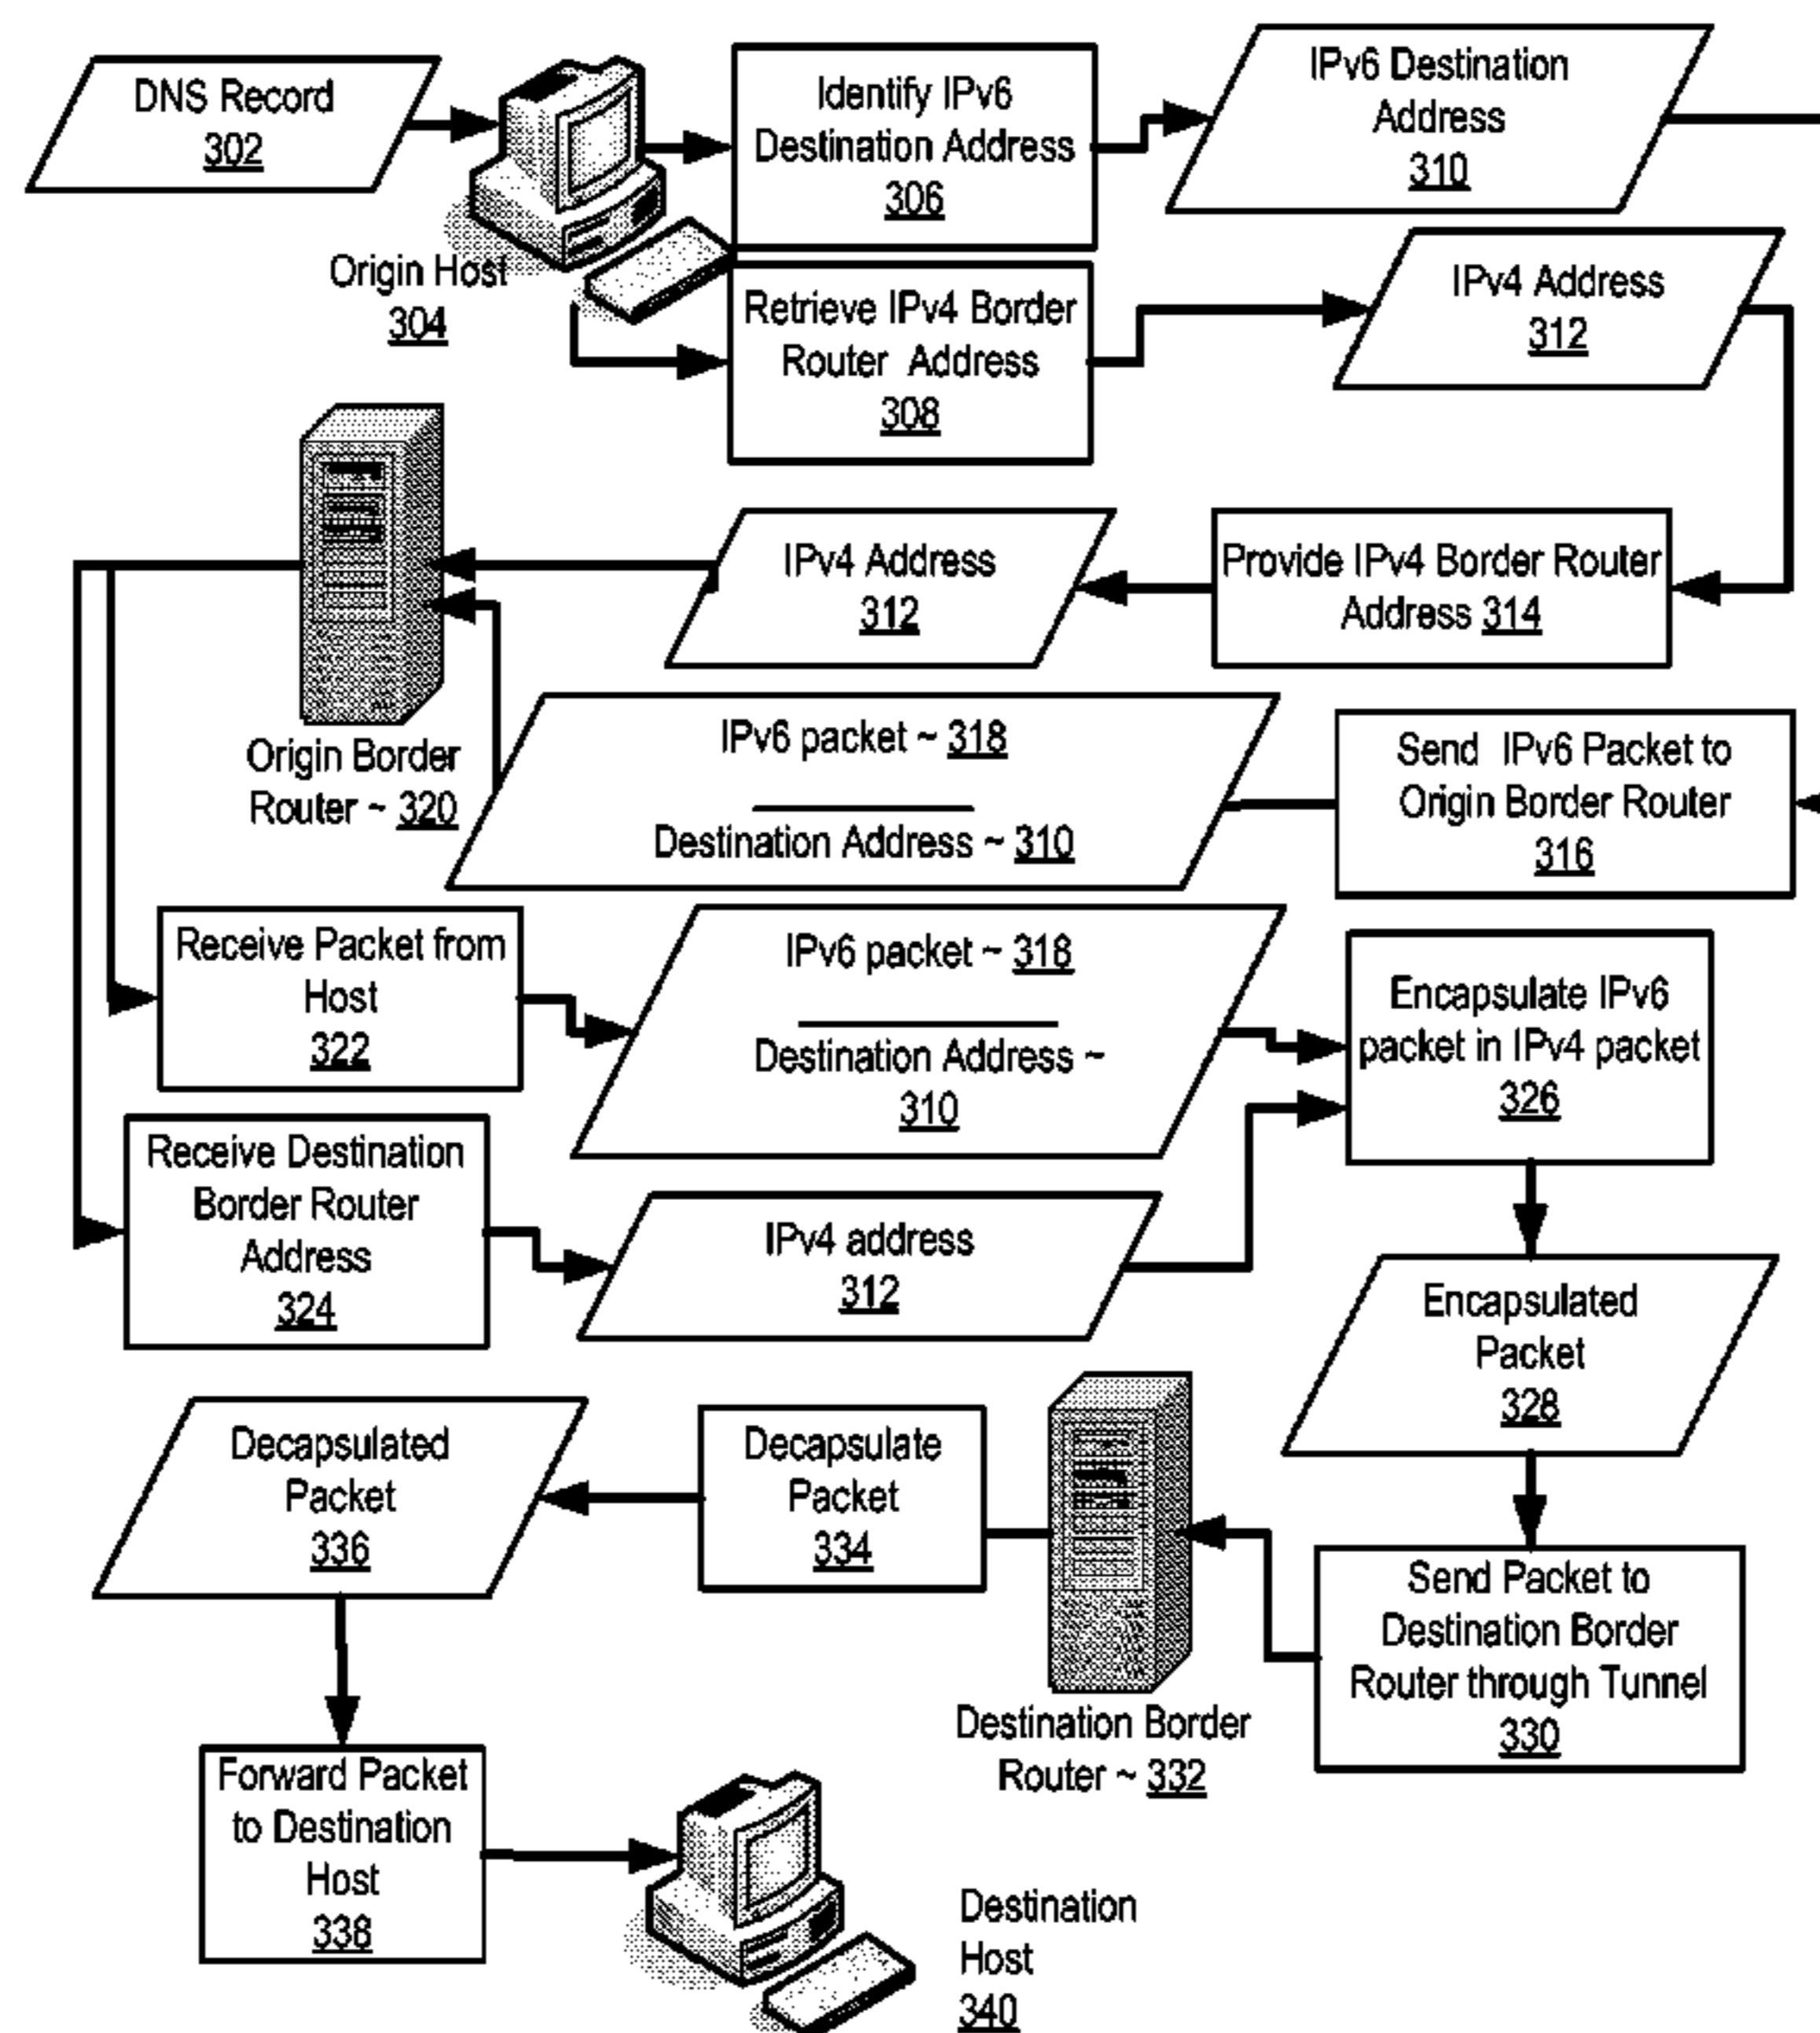 DNS Record
302
Origin Host
304
Identify IPv6
Destination Address
306
IPv6 Destination
Address
310
Retrieve IPv4 Border
Router Address
308
IPv4 Address
312
Provide IPv4 Border Router
Address 314
IPv4 Address
312
Origin Border
Router ~ 320
Send IPv6 Packet to
Origin Border Router
316
IPv6 packet ~ 318
Destination Address ~ 310
Receive Packet from
Host
322
IPv6 packet ~ 318
Destination Address ~
310
Encapsulate IPv6
packet in IPv4 packet
326
Receive Destination
Border Router
Address
324
IPv4 address
312
Encapsulated
Packet
328
Send Packet to
Destination Border
Router through Tunnel
330
Destination Border
Router ~ 332
Decapsulate
Packet
334
Decapsulated
Packet
336
Forward Packet
to Destination
Host
338
Destination
Host
340